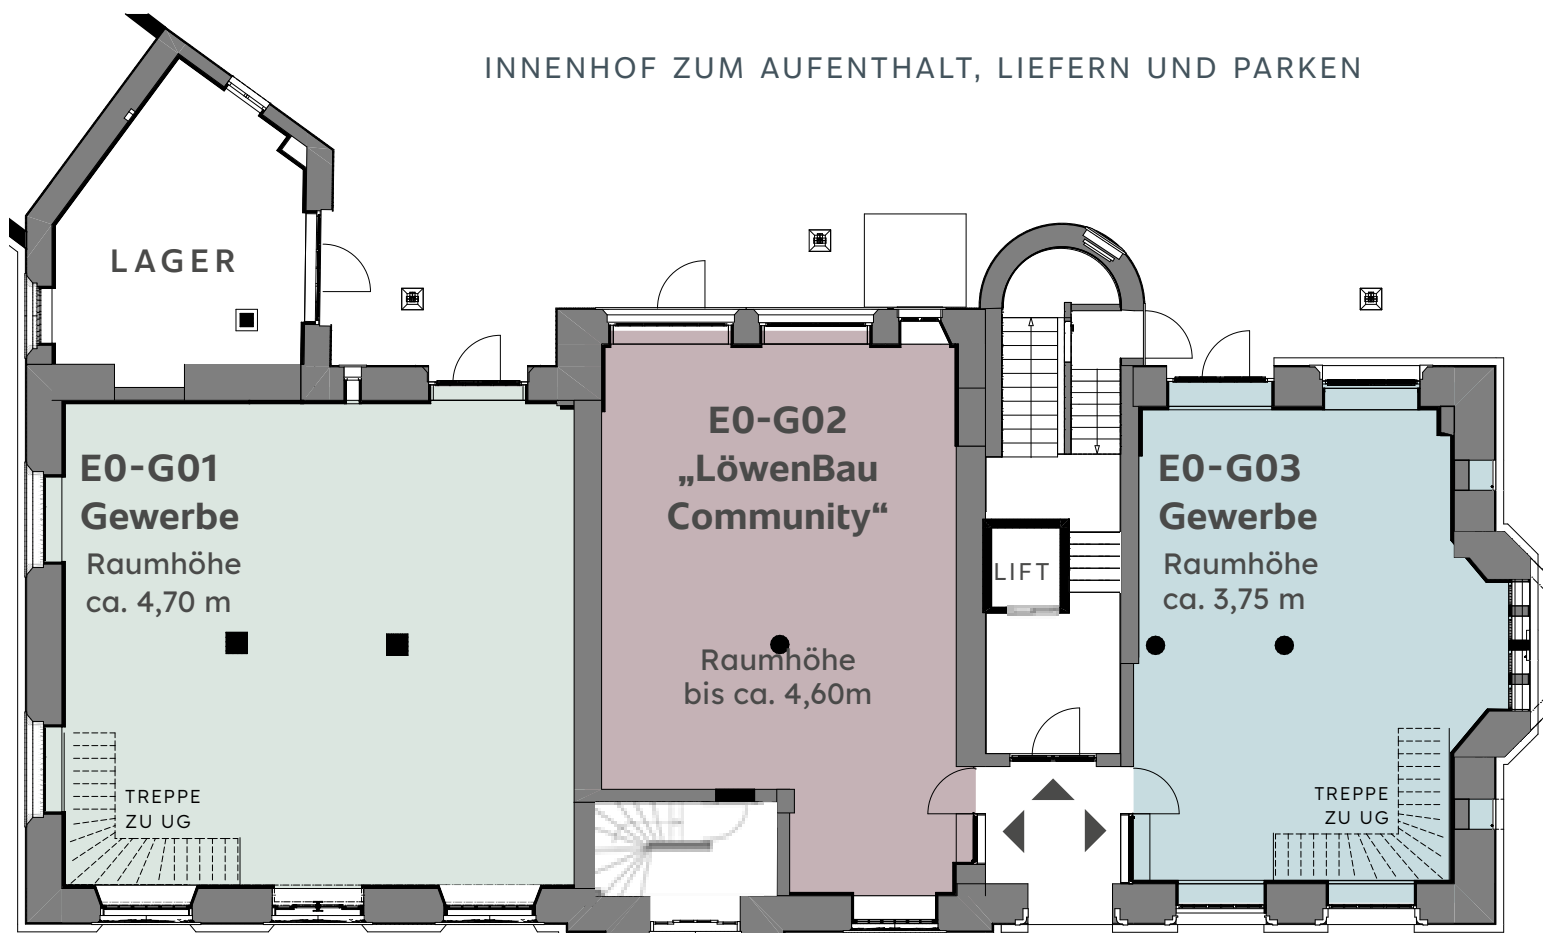 INNENHOF ZUM AUFENTHALT, LIEFERN UND PARKEN
LAGER
E0-G01
Gewerbe
Raumhöhe
ca. 4,70 m
TREPPE
ZU UG
E0-G02
„LöwenBau
Community“
Raumhöhe
bis ca. 4,60m
LIFT
E0-G03
Gewerbe
Raumhöhe
ca. 3,75 m
TREPPE
ZU UG